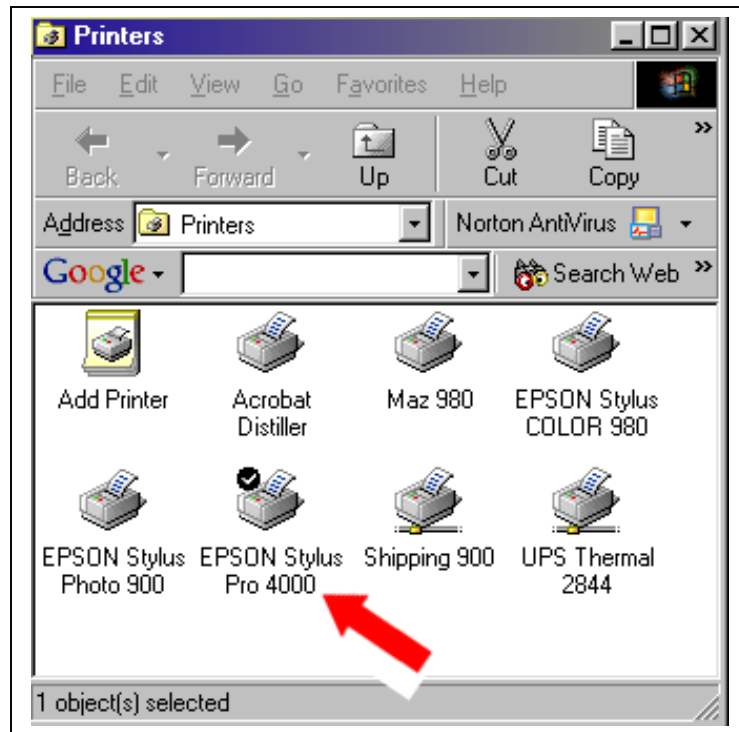 Printers
File Edit View Go Favorites Help
Back Forward Up Cut Copy »
Address Printers Norton AntiVirus
Google Search Web »
Add Printer Acrobat Distiller Maz 980 EPSON Stylus COLOR 980
EPSON Stylus Photo 900 EPSON Stylus Pro 4000 Shipping 900 UPS Thermal 2844
1 object(s) selected